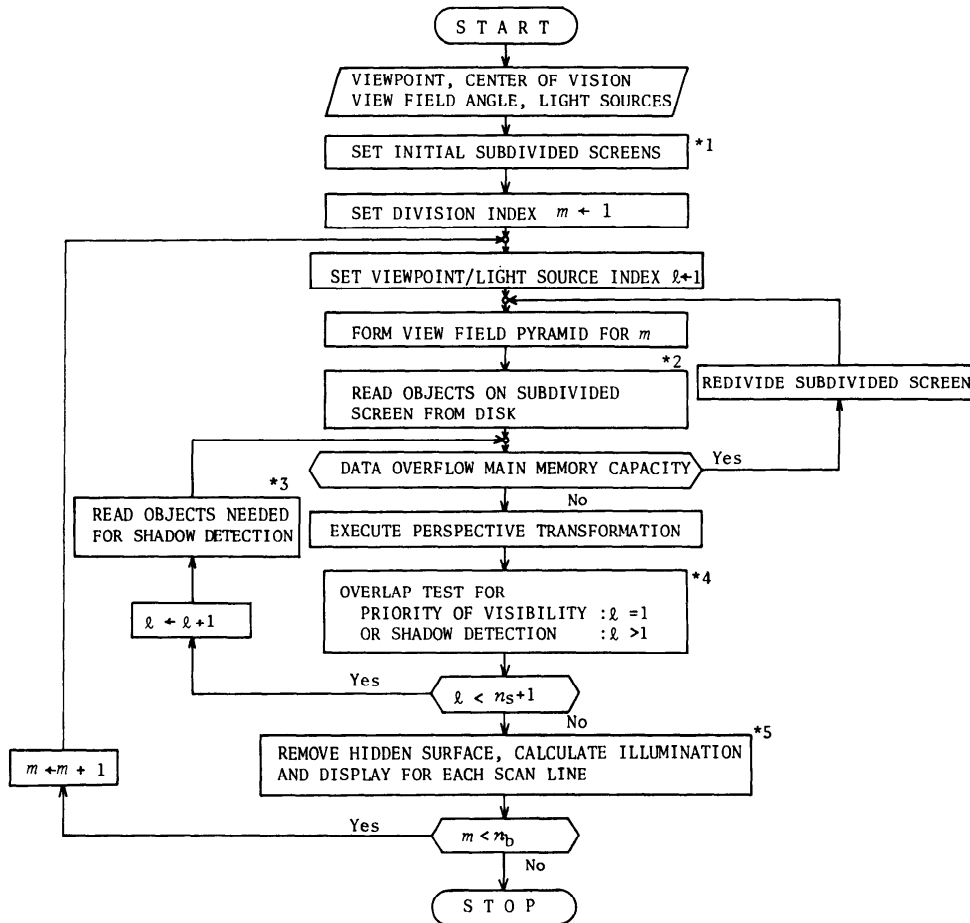 S T A R T
VIEWPOINT, CENTER OF VISION
VIEW FIELD ANGLE, LIGHT SOURCES
*1
SET INITIAL SUBDIVIDED SCREENS
SET DIVISION INDEX m ← 1
SET VIEWPOINT/LIGHT SOURCE INDEX ℓ←1
FORM VIEW FIELD PYRAMID FOR m
*2
READ OBJECTS ON SUBDIVIDED
SCREEN FROM DISK
REDIVIDE SUBDIVIDED SCREEN
DATA OVERFLOW MAIN MEMORY CAPACITY
Yes
No
*3
READ OBJECTS NEEDED
FOR SHADOW DETECTION
EXECUTE PERSPECTIVE TRANSFORMATION
*4
OVERLAP TEST FOR
PRIORITY OF VISIBILITY :ℓ =1
OR SHADOW DETECTION :ℓ >1
ℓ ← ℓ+1
Yes
ℓ < ns+1
No
*5
REMOVE HIDDEN SURFACE, CALCULATE ILLUMINATION
AND DISPLAY FOR EACH SCAN LINE
m ←m + 1
Yes
m < nb
No
S T O P